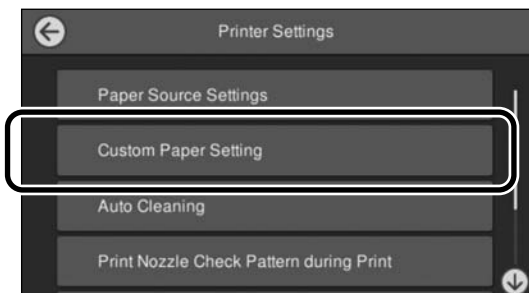 Printer Settings
Paper Source Settings
Custom Paper Setting
Auto Cleaning
Print Nozzle Check Pattern during Print